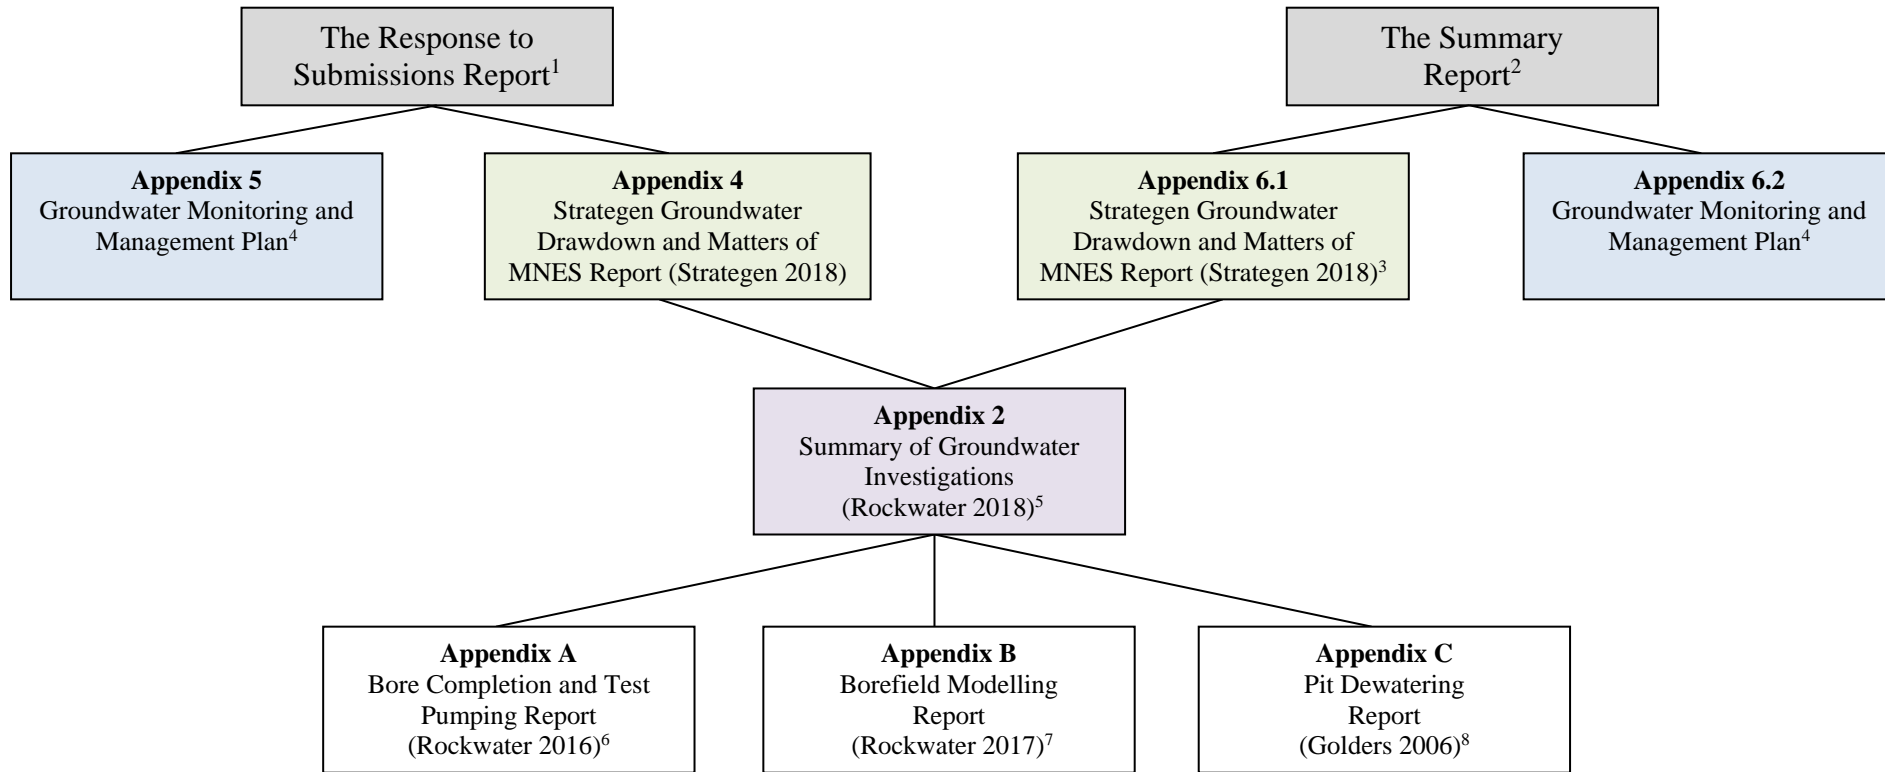 The Response to
Submissions Report¹
The Summary
Report²
Appendix 5
Groundwater Monitoring and
Management Plan⁴
Appendix 4
Strategen Groundwater
Drawdown and Matters of
MNES Report (Strategen 2018)
Appendix 6.1
Strategen Groundwater
Drawdown and Matters of
MNES Report (Strategen 2018)³
Appendix 6.2
Groundwater Monitoring and
Management Plan⁴
Appendix 2
Summary of Groundwater
Investigations
(Rockwater 2018)⁵
Appendix A
Bore Completion and Test
Pumping Report
(Rockwater 2016)⁶
Appendix B
Borefield Modelling
Report
(Rockwater 2017)⁷
Appendix C
Pit Dewatering
Report
(Golders 2006)⁸